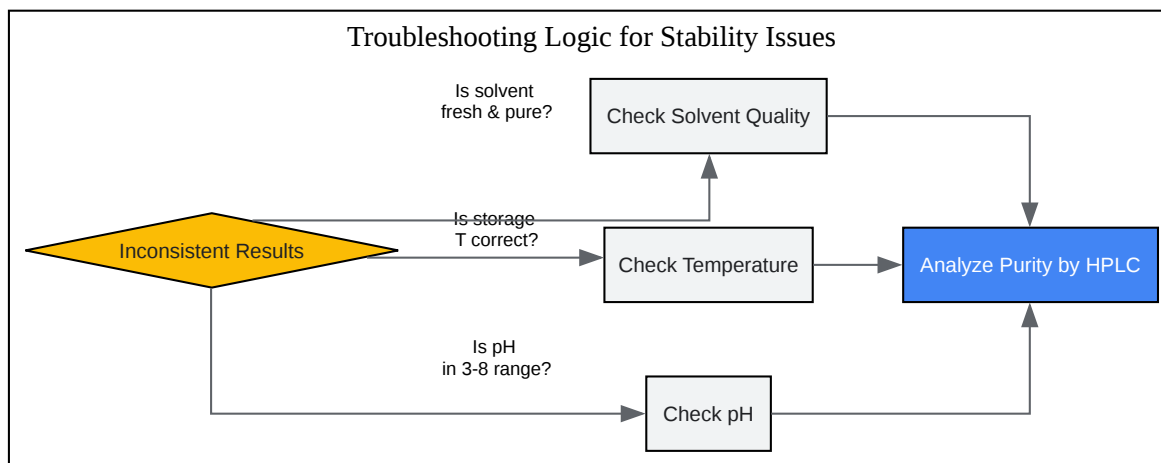 Troubleshooting Logic for Stability Issues
Is solvent
fresh & pure?
Check Solvent Quality
Is storage
T correct?
Inconsistent Results
Check Temperature
Analyze Purity by HPLC
Is pH
in 3-8 range?
Check pH